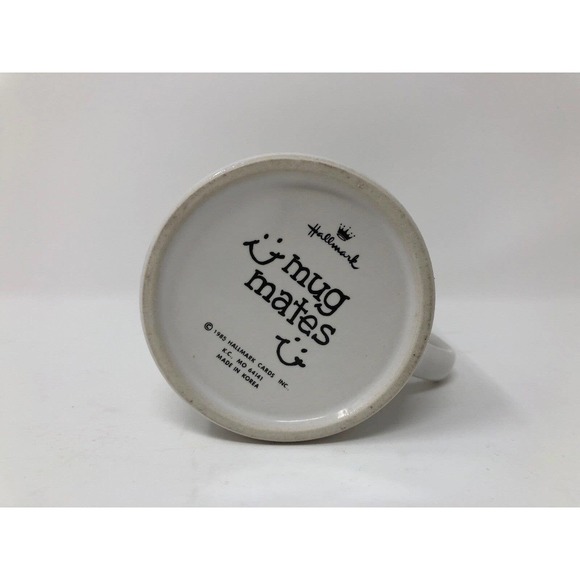 Hallmark
mug
mates
© 1985 HALLMARK CARDS INC.
K.C. MO 64141
MADE IN KOREA